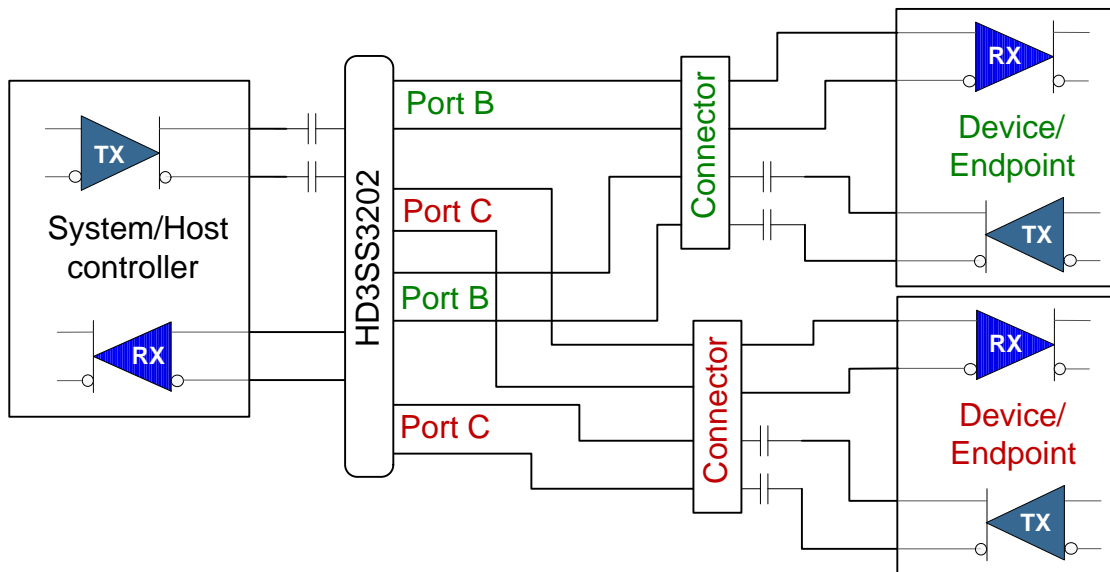 TX
System/Host
controller
RX
HD3SS3202
Port B
Port C
Port B
Port C
Connector
Connector
RX
Device/
Endpoint
TX
RX
Device/
Endpoint
TX